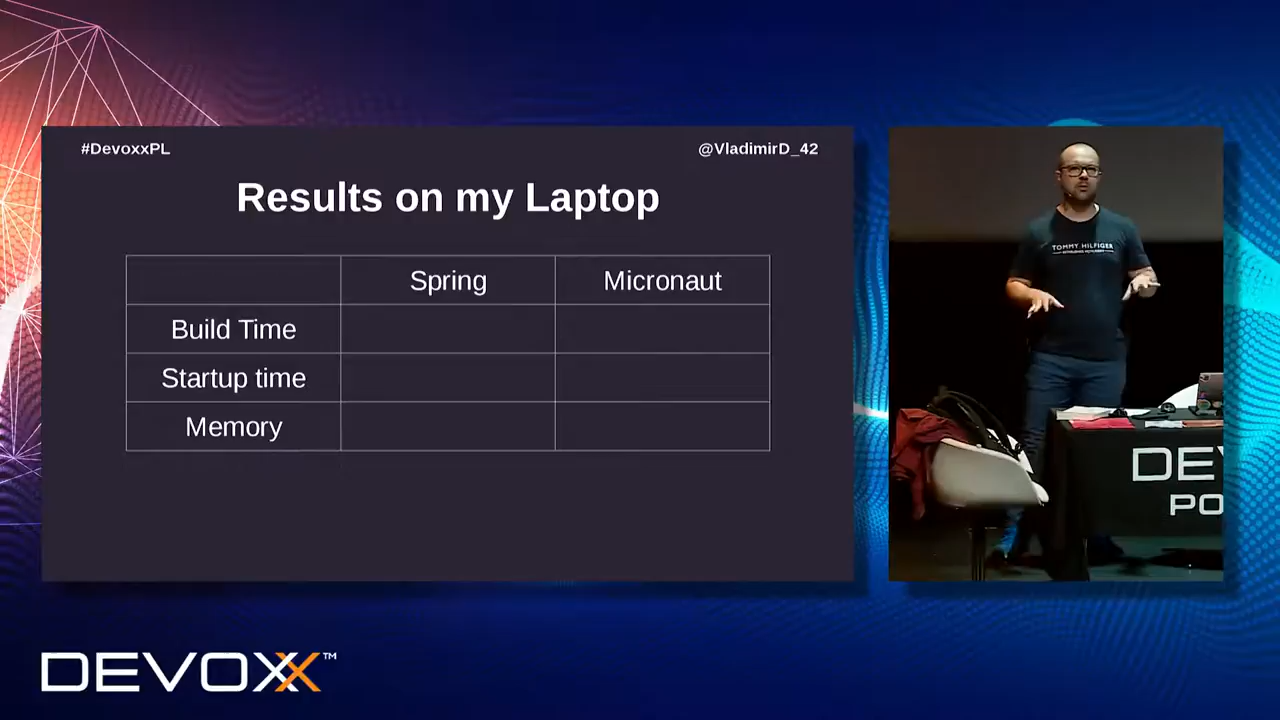 #DevoxxPL
@VladimirD_42
Results on my Laptop
Spring
Micronaut
Build Time
Startup time
Memory
TOMMY HILFIGER
DEV
PO
DEVOXX™